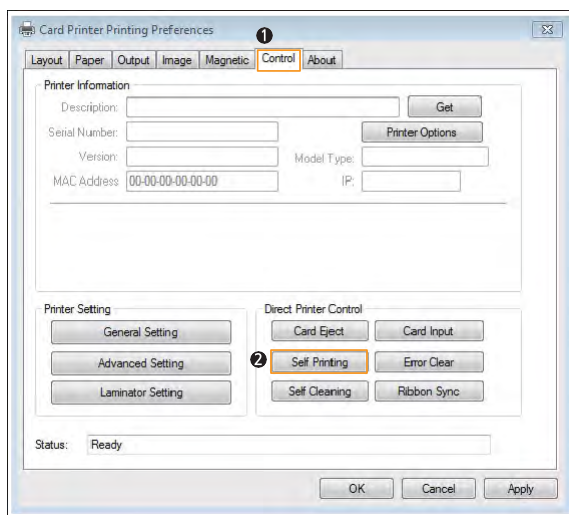 Card Printer Printing Preferences
❶
Layout Paper Output Image Magnetic Control About
Printer Information
Description: Get
Serial Number: Printer Options
Version: Model Type:
MAC Address 00-00-00-00-00-00 IP:
Printer Setting
General Setting
Advanced Setting
Laminator Setting
Direct Printer Control
Card Eject Card Input
❷ Self Printing Error Clear
Self Cleaning Ribbon Sync
Status: Ready
OK Cancel Apply